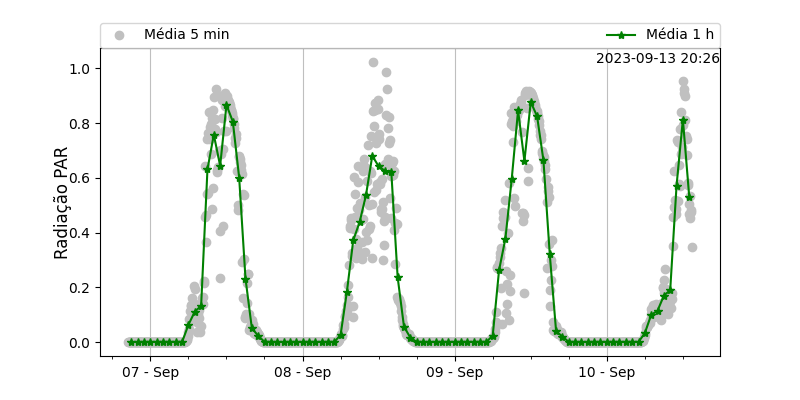 Média 5 min
Média 1 h
2023-09-13 20:26
Radiação PAR
1.0
0.8
0.6
0.4
0.2
0.0
07 - Sep
08 - Sep
09 - Sep
10 - Sep